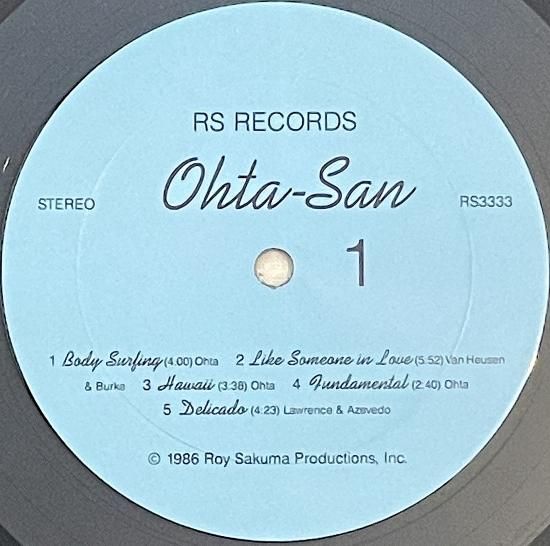 RS RECORDS
Ohta-San
STEREO
RS3333
1
1 Body Surfing (4:00) Ohta 2 Like Someone in Love (5:52) Van Heusen
& Burke 3 Hawaii (3:38) Ohta 4 Fundamental (2:40) Ohta
5 Delicado (4:23) Lawrence & Azevedo
© 1986 Roy Sakuma Productions, Inc.